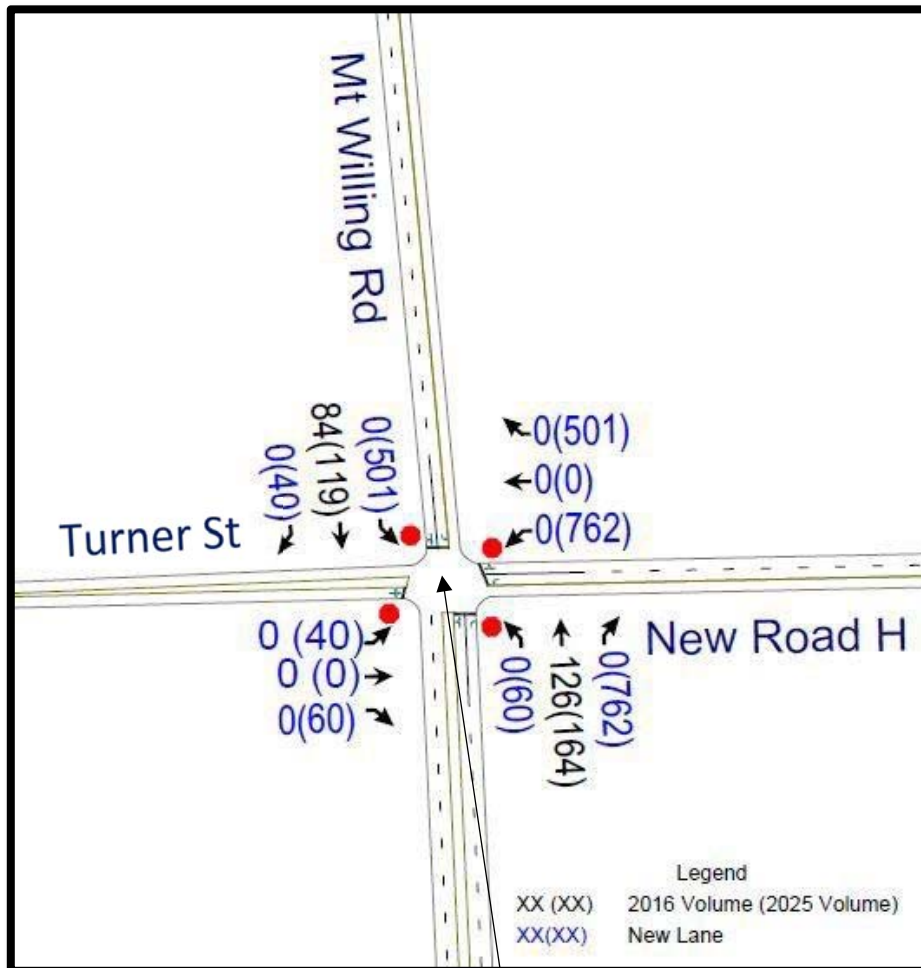 Mt Willing Rd
0(40)
84(119)
0(501)
0(501)
0(0)
0(762)
Turner St
0 (40)
0 (0)
0(60)
0(60)
126(164)
0(762)
New Road H
Legend
XX (XX) 2016 Volume (2025 Volume)
XX(XX) New Lane